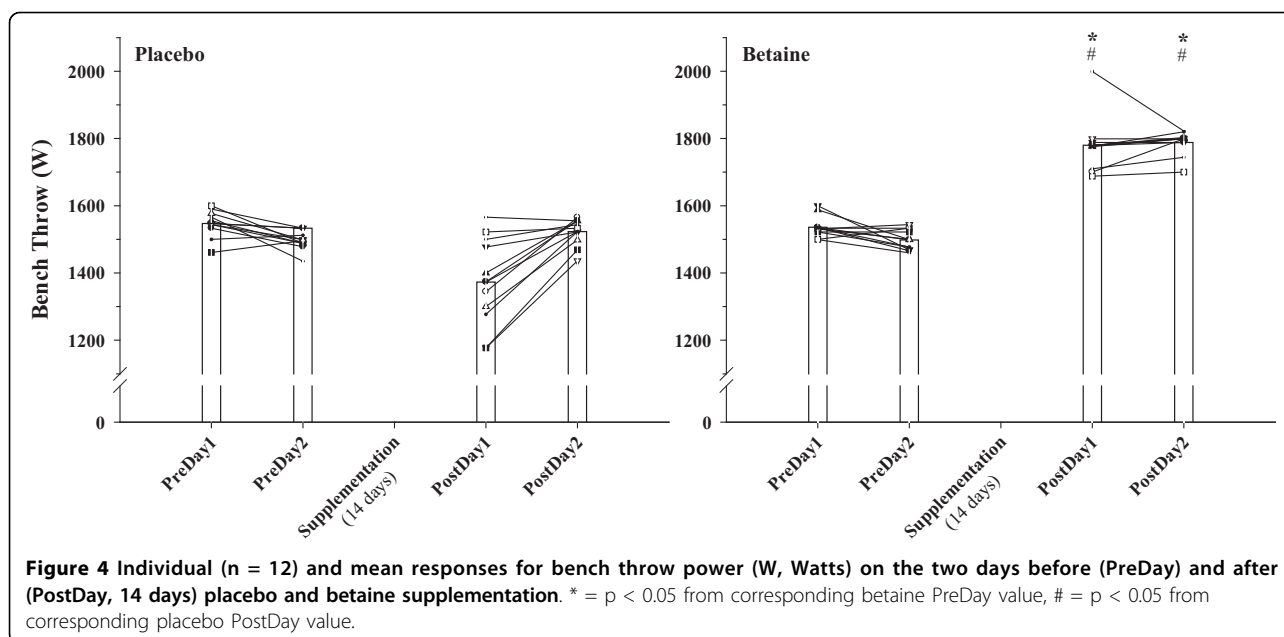 Placebo
Betaine
* *
# #
Bench Throw (W)
2000
1800
1600
1400
1200
0
2000
1800
1600
1400
1200
0
PreDay1
PreDay2
Supplementation
(14 days)
PostDay1
PostDay2
PreDay1
PreDay2
Supplementation
(14 days)
PostDay1
PostDay2
Figure 4 Individual (n = 12) and mean responses for bench throw power (W, Watts) on the two days before (PreDay) and after
(PostDay, 14 days) placebo and betaine supplementation. * = p < 0.05 from corresponding betaine PreDay value, # = p < 0.05 from
corresponding placebo PostDay value.